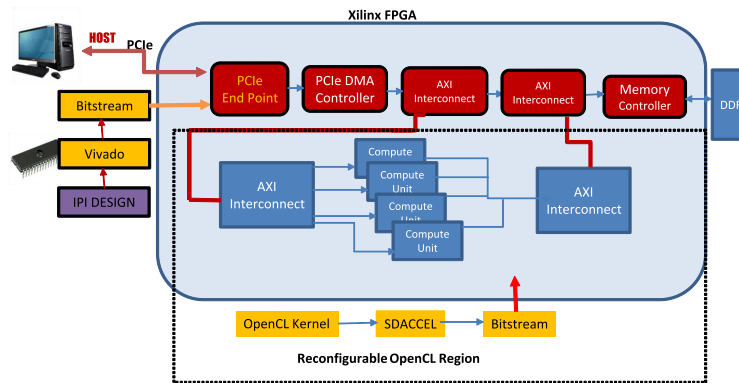 Xilinx FPGA
HOST
PCIe
PCIe
End Point
PCIe DMA
Controller
AXI
Interconnect
AXI
Interconnect
Memory
Controller
Bitstream
Vivado
IPI DESIGN
AXI
Interconnect
Compute
Compute
Unit
Compute
Unit
Compute
Unit
AXI
Interconnect
OpenCL Kernel
SDACCEL
Bitstream
Reconfigurable OpenCL Region